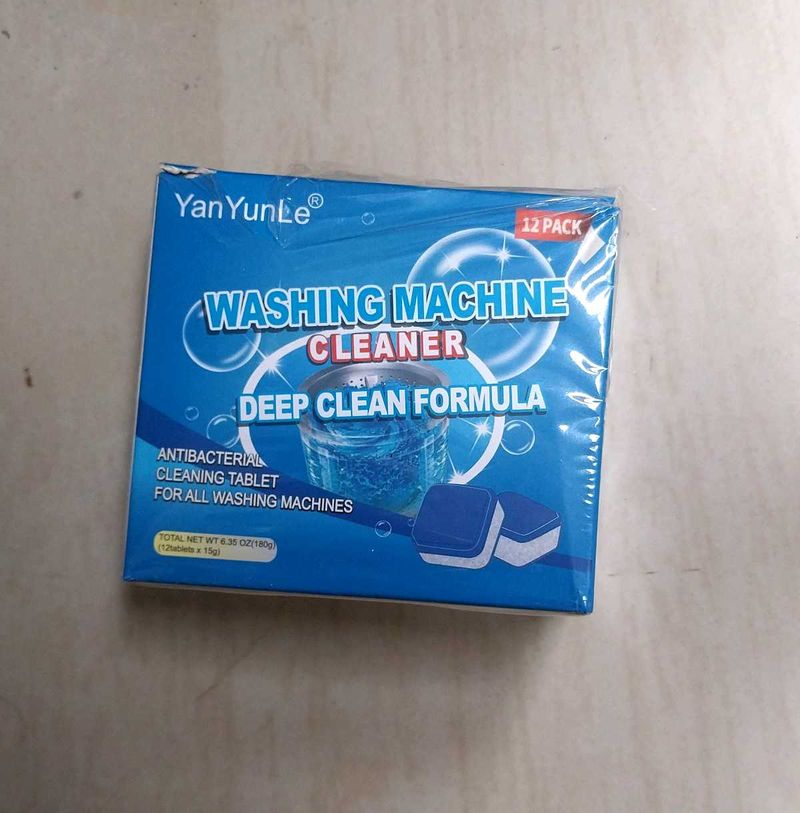 YanYunLe®
12 PACK
WASHING MACHINE
CLEANER
DEEP CLEAN FORMULA
ANTIBACTERIAL
CLEANING TABLET
FOR ALL WASHING MACHINES
TOTAL NET WT 6.35 OZ(180g)
(12tablets x 15g)